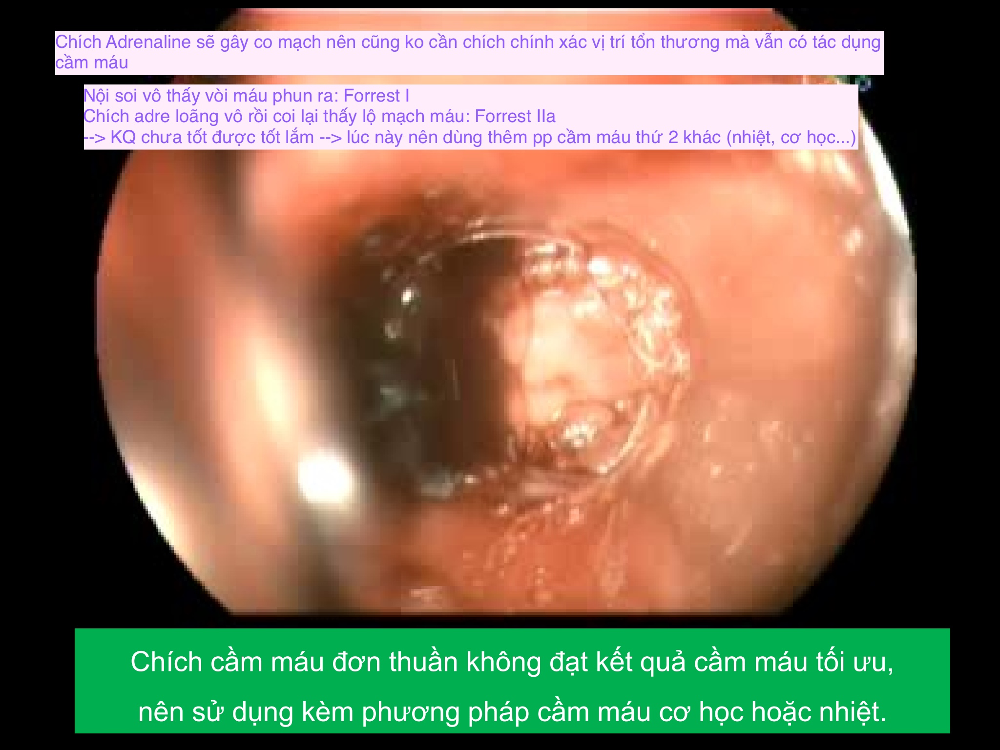 Chích Adrenaline sẽ gây co mạch nên cũng ko cần chích chính xác vị trí tổn thương mà vẫn có tác dụng
cầm máu
Nội soi vô thấy vòi máu phun ra: Forrest I
Chích adre loãng vô rồi coi lại thấy lộ mạch máu: Forrest IIa
--> KQ chưa tốt được tốt lắm --> lúc này nên dùng thêm pp cầm máu thứ 2 khác (nhiệt, cơ học...)
Chích cầm máu đơn thuần không đạt kết quả cầm máu tối ưu,
nên sử dụng kèm phương pháp cầm máu cơ học hoặc nhiệt.